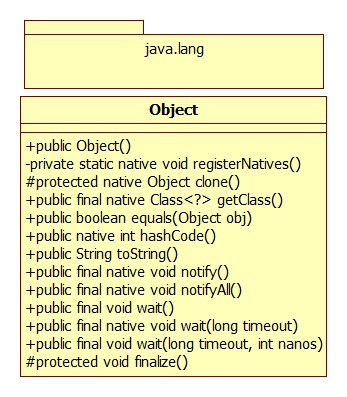 java.lang
Object
+public Object()
-private static native void registerNatives()
#protected native Object clone()
+public final native Class<?> getClass()
+public boolean equals(Object obj)
+public native int hashCode()
+public String toString()
+public final native void notify()
+public final native void notifyAll()
+public final void wait()
+public final native void wait(long timeout)
+public final void wait(long timeout, int nanos)
#protected void finalize()